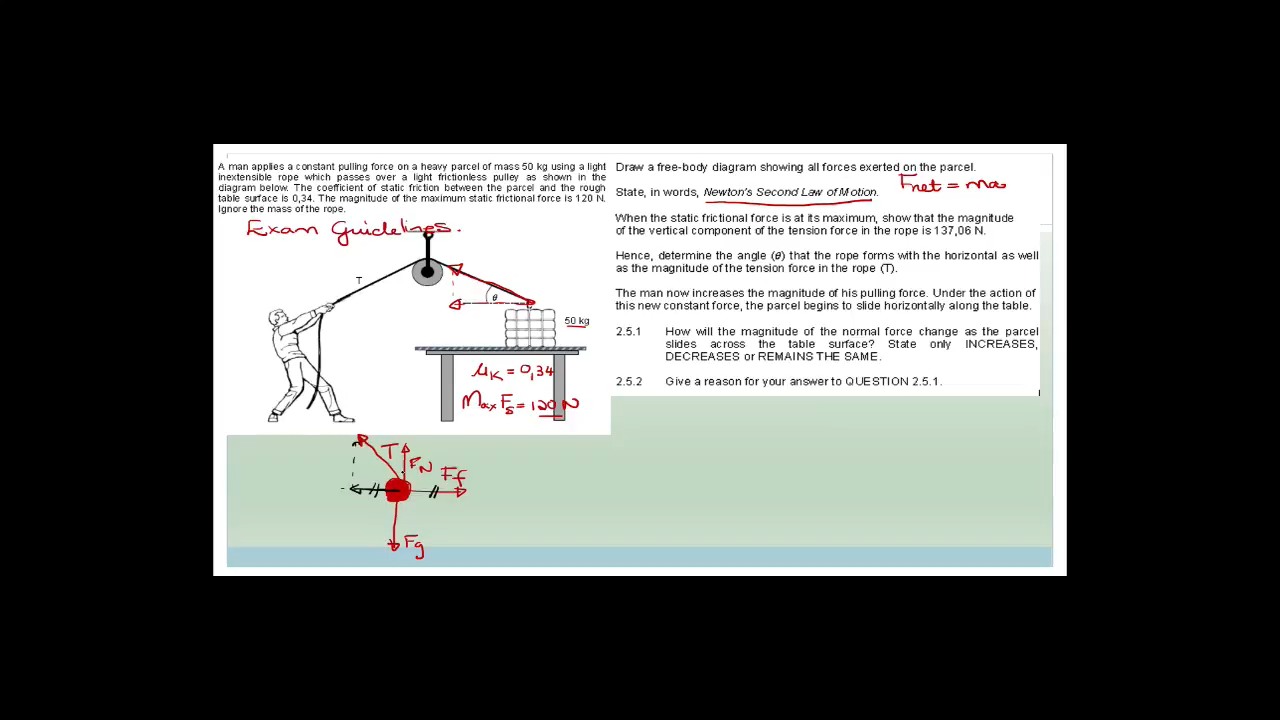 A man applies a constant pulling force on a heavy parcel of mass 50 kg using a light
inextensible rope which passes over a light frictionless pulley as shown in the
diagram below. The coefficient of static friction between the parcel and the rough
table surface is 0,34. The magnitude of the maximum static frictional force is 120 N.
Ignore the mass of the rope.
Exam Guidelines.
T
θ
50 kg
μK = 0,34
Max Fs = 120 N
T
FN
Ff
Fg
Draw a free-body diagram showing all forces exerted on the parcel.
State, in words, Newton's Second Law of Motion.
Fnet = ma
When the static frictional force is at its maximum, show that the magnitude
of the vertical component of the tension force in the rope is 137,06 N.
Hence, determine the angle (θ) that the rope forms with the horizontal as well
as the magnitude of the tension force in the rope (T).
The man now increases the magnitude of his pulling force. Under the action of
this new constant force, the parcel begins to slide horizontally along the table.
2.5.1 How will the magnitude of the normal force change as the parcel
slides across the table surface? State only INCREASES,
DECREASES or REMAINS THE SAME.
2.5.2 Give a reason for your answer to QUESTION 2.5.1.